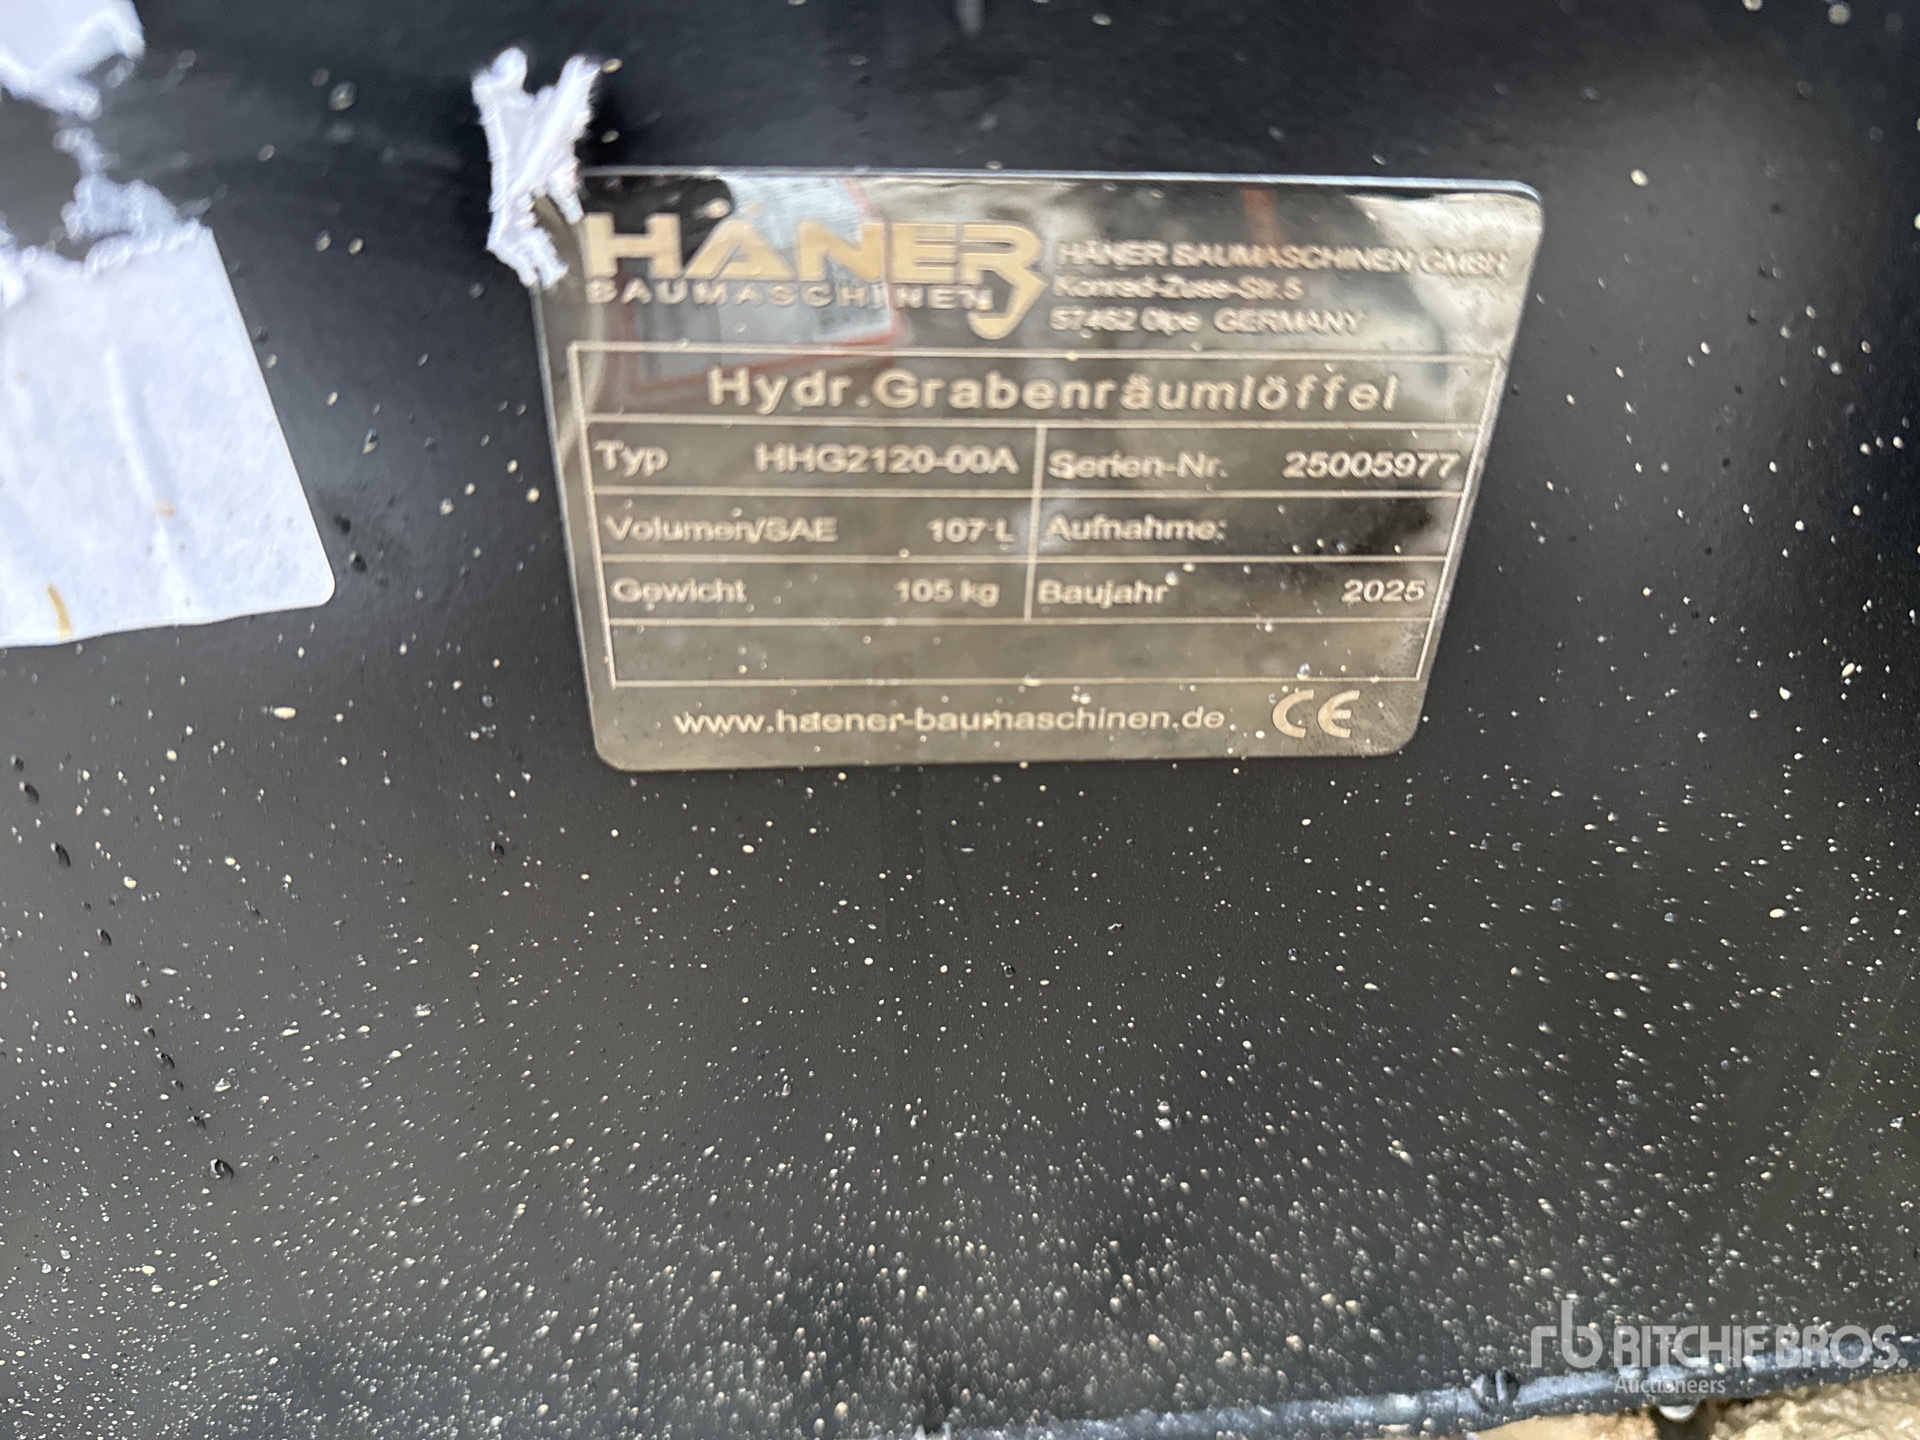 HÄNER
BAUMASCHINEN
HÄNER BAUMASCHINEN GMBH
Konrad-Zuse-Str.5
57462 Olpe GERMANY
Hydr.Grabenräumlöffel
Typ HHG2120-00A Serien-Nr. 25005977
Volumen/SAE 107 L Aufnahme:
Gewicht 105 kg Baujahr 2025
www.haener-baumaschinen.de CE
rb RITCHIE BROS.
Auctioneers